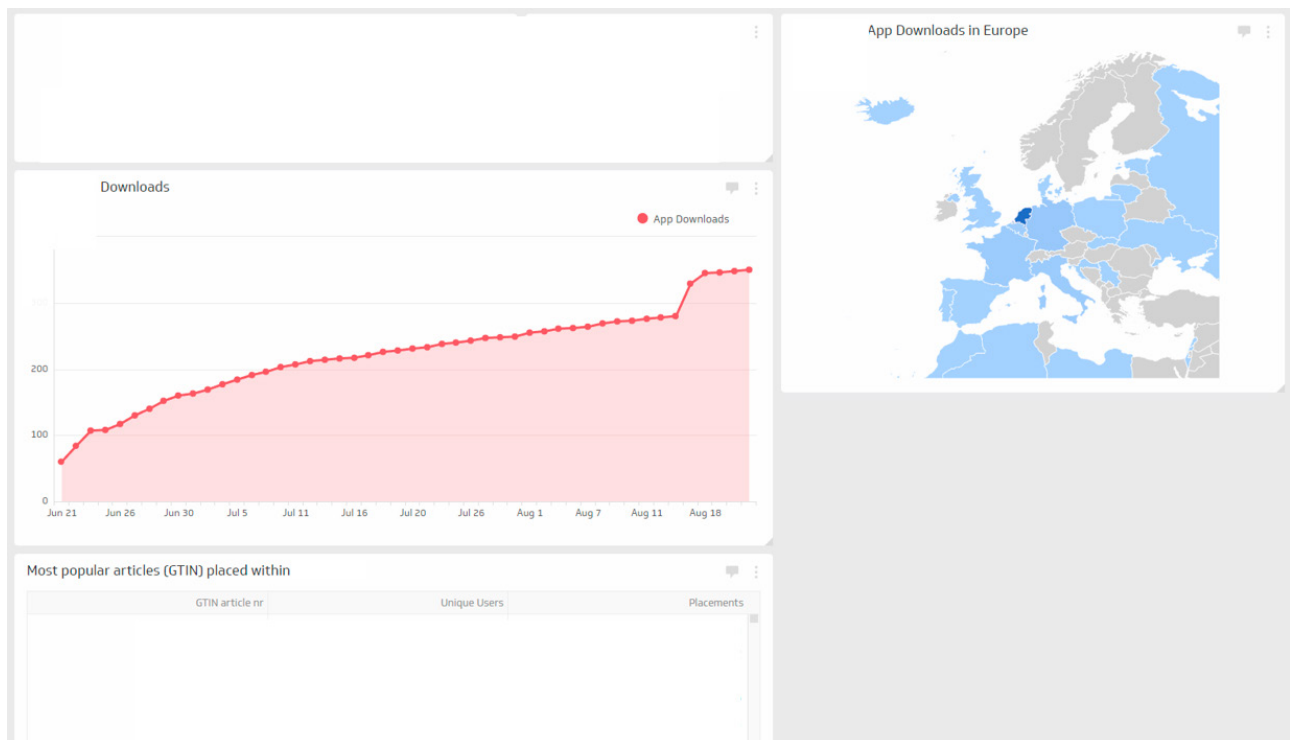 App Downloads in Europe
Downloads
App Downloads
300
200
100
0
Jun 21 Jun 26 Jun 30 Jul 5 Jul 11 Jul 16 Jul 20 Jul 26 Aug 1 Aug 7 Aug 11 Aug 18
Most popular articles (GTIN) placed within
GTIN article nr Unique Users Placements